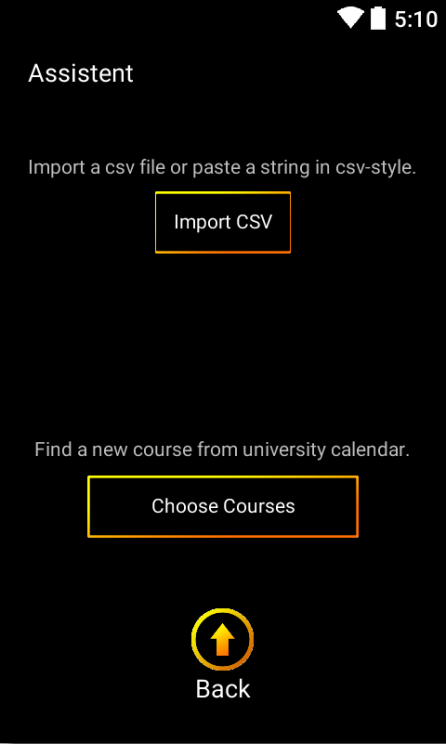 5:10
Assistent
Import a csv file or paste a string in csv-style.
Import CSV
Find a new course from university calendar.
Choose Courses
Back